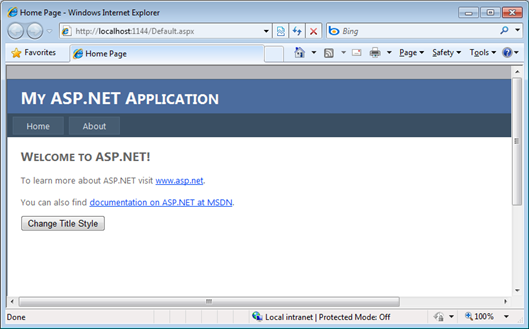 Home Page - Windows Internet Explorer
http://localhost:1144/Default.aspx
Bing
Favorites
Home Page
Page
Safety
Tools
MY ASP.NET APPLICATION
Home
About
WELCOME TO ASP.NET!
To learn more about ASP.NET visit www.asp.net.
You can also find documentation on ASP.NET at MSDN.
Change Title Style
Done
Local intranet | Protected Mode: Off
100%